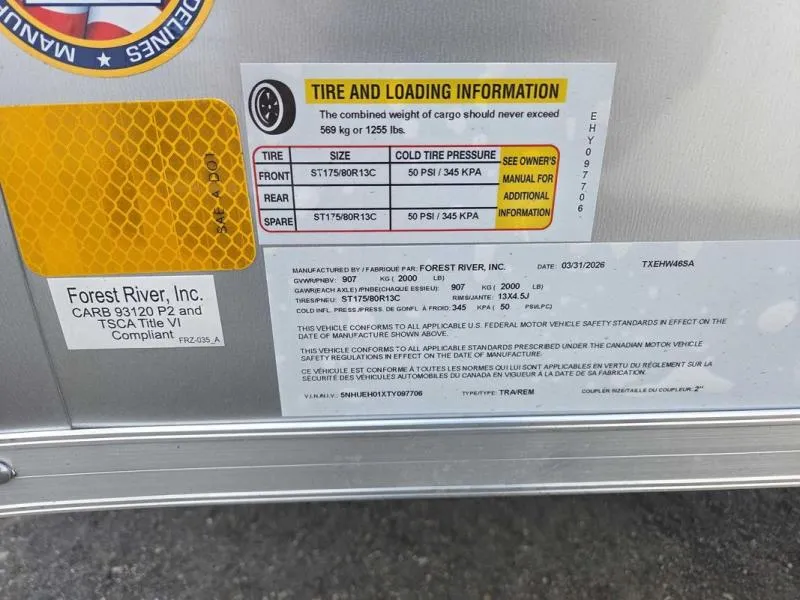 DELINES ★ MANUF
TIRE AND LOADING INFORMATION
The combined weight of cargo should never exceed
569 kg or 1255 lbs.
TIRE SIZE COLD TIRE PRESSURE SEE OWNER'S MANUAL FOR ADDITIONAL INFORMATION
FRONT ST175/80R13C 50 PSI / 345 KPA
REAR
SPARE ST175/80R13C 50 PSI / 345 KPA
EHY097706
SAE A DOT
Forest River, Inc.
CARB 93120 P2 and
TSCA Title VI
Compliant FRZ-035_A
MANUFACTURED BY / FABRIQUE PAR: FOREST RIVER, INC. DATE: 03/31/2026 TXEHW46SA
GVWR/PNBV: 907 KG ( 2000 LB)
GAWR(EACH AXLE) /PNBE(CHAQUE ESSIEU): 907 KG ( 2000 LB)
TIRES/PNEU: ST175/80R13C RIMS/JANTE: 13X4.5J
COLD INFL. PRESS./PRESS. DE GONFL. À FROID: 345 KPA ( 50 PSI/LPC)
THIS VEHICLE CONFORMS TO ALL APPLICABLE U.S. FEDERAL MOTOR VEHICLE SAFETY STANDARDS IN EFFECT ON THE
DATE OF MANUFACTURE SHOWN ABOVE.
THIS VEHICLE CONFORMS TO ALL APPLICABLE STANDARDS PRESCRIBED UNDER THE CANADIAN MOTOR VEHICLE
SAFETY REGULATIONS IN EFFECT ON THE DATE OF MANUFACTURE.
CE VÉHICULE EST CONFORME À TOUTES LES NORMES QUI LUI SONT APPLICABLES EN VERTU DU RÉGLEMENT SUR LA
SÉCURITÉ DES VÉHICULES AUTOMOBILES DU CANADA EN VIGUEUR À LA DATE DE SA FABRICATION.
V.I.N./N.I.V.: 5NHUEH01XTY097706 TYPE/TYPE: TRA/REM COUPLER SIZE/TAILLE DU COUPLEUR: 2"